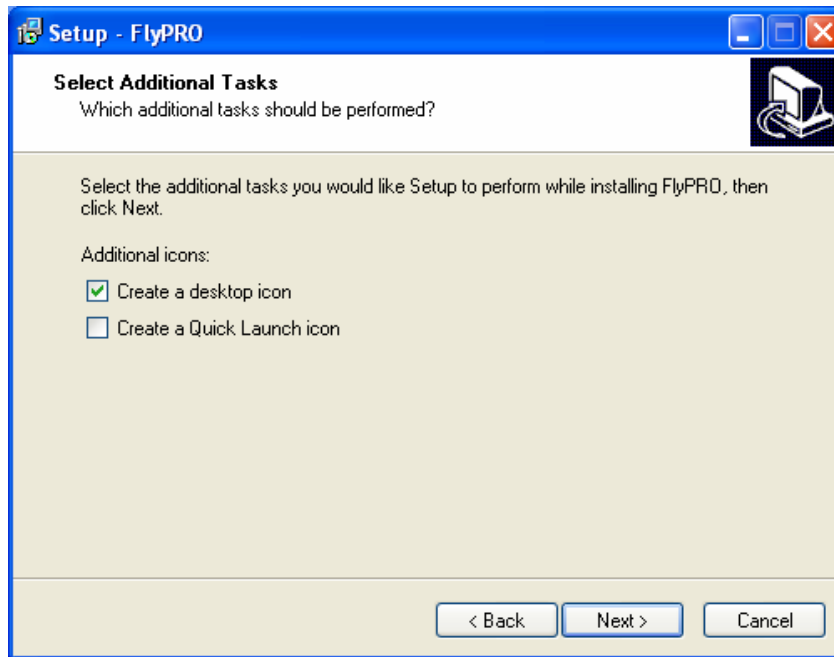 Setup - FlyPRO
Select Additional Tasks
Which additional tasks should be performed?
Select the additional tasks you would like Setup to perform while installing FlyPRO, then
click Next.
Additional icons:
Create a desktop icon
Create a Quick Launch icon
< Back Next > Cancel